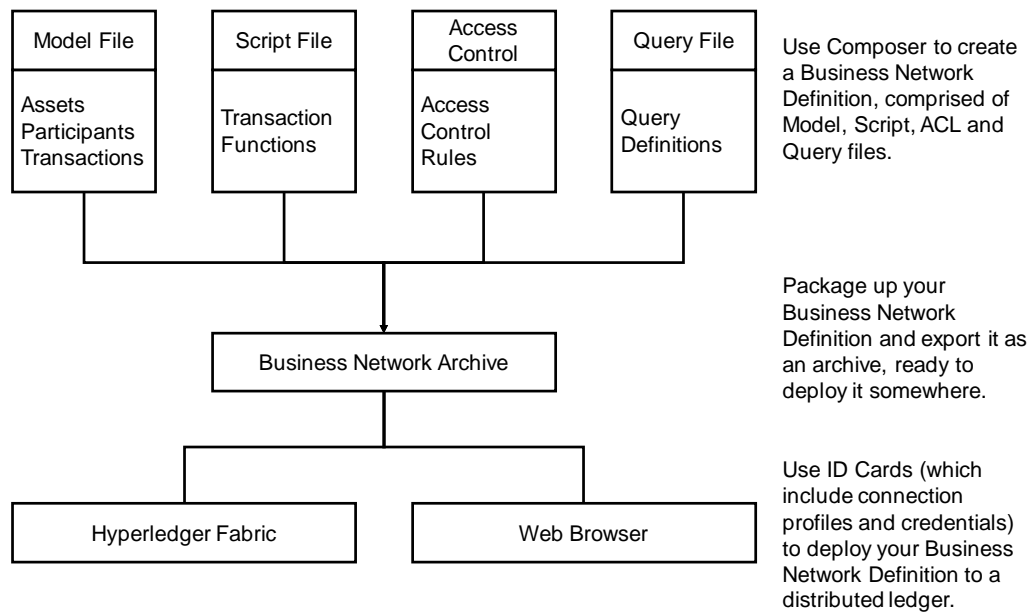 Model File
Assets
Participants
Transactions
Script File
Transaction
Functions
Access
Control
Access
Control
Rules
Query File
Query
Definitions
Use Composer to create
a Business Network
Definition, comprised of
Model, Script, ACL and
Query files.
Business Network Archive
Package up your
Business Network
Definition and export it as
an archive, ready to
deploy it somewhere.
Hyperledger Fabric
Web Browser
Use ID Cards (which
include connection
profiles and credentials)
to deploy your Business
Network Definition to a
distributed ledger.